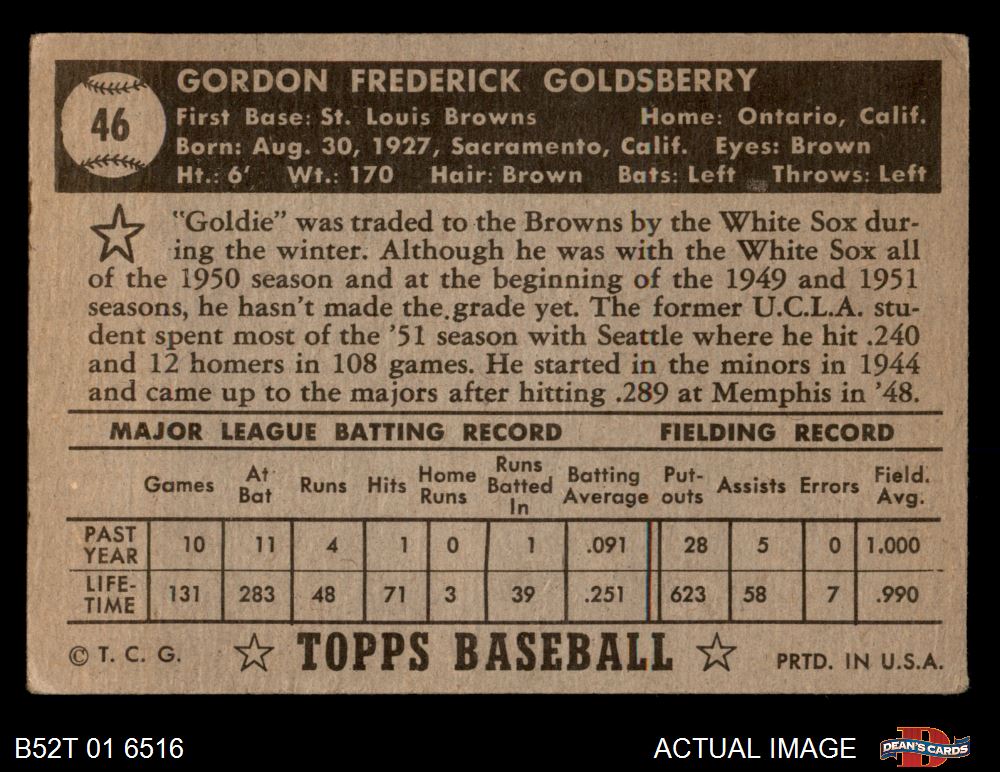 46
GORDON FREDERICK GOLDSBERRY
First Base: St. Louis Browns Home: Ontario, Calif.
Born: Aug. 30, 1927, Sacramento, Calif. Eyes: Brown
Ht.: 6' Wt.: 170 Hair: Brown Bats: Left Throws: Left
"Goldie" was traded to the Browns by the White Sox dur-
ing the winter. Although he was with the White Sox all
of the 1950 season and at the beginning of the 1949 and 1951
seasons, he hasn't made the grade yet. The former U.C.L.A. stu-
dent spent most of the '51 season with Seattle where he hit .240
and 12 homers in 108 games. He started in the minors in 1944
and came up to the majors after hitting .289 at Memphis in '48.
MAJOR LEAGUE BATTING RECORD FIELDING RECORD
Games At Bat Runs Hits Home Runs Runs Batted In Batting Average Put-outs Assists Errors Field. Avg.
PAST YEAR 10 11 4 1 0 1 .091 28 5 0 1.000
LIFE-TIME 131 283 48 71 3 39 .251 623 58 7 .990
© T. C. G. TOPPS BASEBALL PRTD. IN U.S.A.
B52T 01 6516 ACTUAL IMAGE DEAN'S CARDS